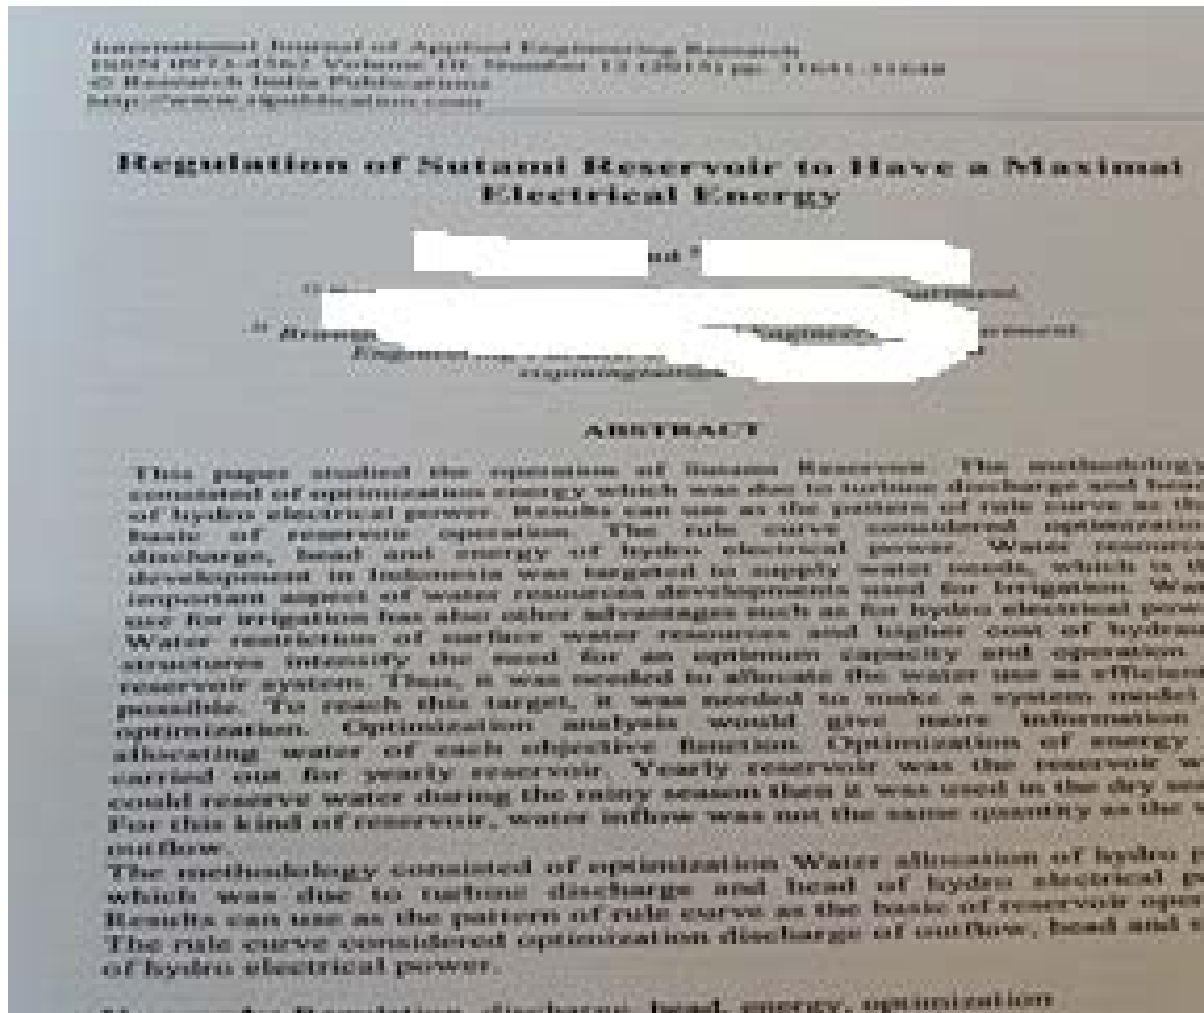 International Journal of Applied Engineering Research
ISSN 0973-4562 Volume 10, Number 12 (2015) pp.
© Research India Publications
http://www.ripublication.com
Regulation of Sutami Reservoir to Have a Maximal
Electrical Energy
ABSTRACT
This paper studied the operation of Sutami Reservoir. The methodology
consisted of optimization energy which was due to turbine discharge and head
of hydro electrical power. Results can use as the pattern of rule curve as the
basic of reservoir operation. The rule curve considered
discharge, head and energy of hydro electrical power. Water
development in Indonesia was targeted to supply water needs, which is
important aspect of water resources developments used for irrigation.
use for irrigation has also other advantages such as for hydro electrical
Water restriction of surface water resources and higher cost of
structures intensify the need for an optimum capacity and operation
reservoir system. Thus, it was needed to allocate the water use as
possible. To reach this target, it was needed to make a system model
optimization. Optimization analysis would give more information
allocating water of each objective function. Optimization of energy
carried out for yearly reservoir. Yearly reservoir was the reservoir
could reserve water during the rainy season then it was used in the dry
For this kind of reservoir, water inflow was not the same quantity as the
outflow.
The methodology consisted of optimization Water allocation of hydro
which was due to turbine discharge and head of hydro electrical
Results can use as the pattern of rule curve as the basic of reservoir
The rule curve considered optimization discharge of outflow, head and
of hydro electrical power.
Regulation, discharge, head, energy, optimization